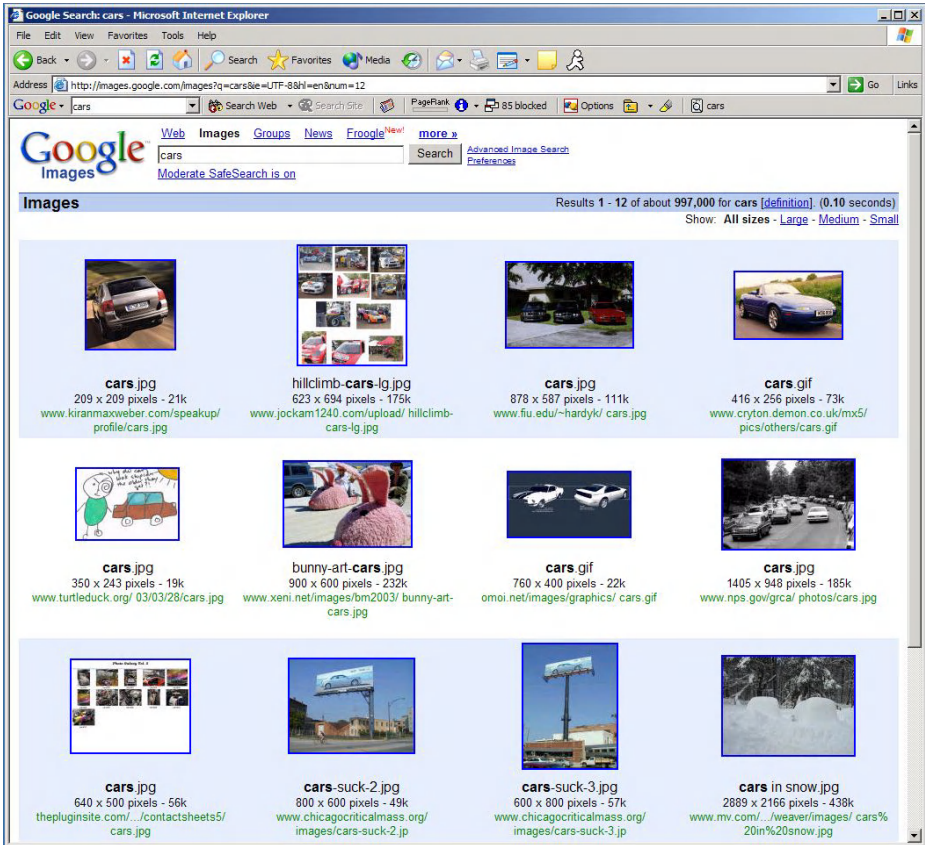 Google Search: cars - Microsoft Internet Explorer
File Edit View Favorites Tools Help
Back Search Favorites Media
Address http://images.google.com/images?q=cars&ie=UTF-8&hl=en&num=12 Go Links
Google cars Search Web Search Site PageRank 85 blocked Options cars
Web Images Groups News Froogle New! more »
Google Images
cars Search Advanced Image Search
Preferences
Moderate SafeSearch is on
Images Results 1 - 12 of about 997,000 for cars [definition]. (0.10 seconds)
Show: All sizes - Large - Medium - Small
cars.jpg hillclimb-cars-lg.jpg cars.jpg cars.gif
209 x 209 pixels - 21k 623 x 694 pixels - 175k 878 x 587 pixels - 111k 416 x 256 pixels - 73k
www.kiranmaxweber.com/speakup/ www.jockam1240.com/upload/ hillclimb- www.fiu.edu/~hardyk/ cars.jpg www.cryton.demon.co.uk/mx5/
profile/cars.jpg cars-lg.jpg pics/others/cars.gif
why did cars
look stupider
the older they
get?!
cars.jpg bunny-art-cars.jpg cars.gif cars.jpg
350 x 243 pixels - 19k 900 x 600 pixels - 232k 760 x 400 pixels - 22k 1405 x 948 pixels - 185k
www.turtleduck.org/ 03/03/28/cars.jpg www.xeni.net/images/bm2003/ bunny-art- omoi.net/images/graphics/ cars.gif www.nps.gov/grca/ photos/cars.jpg
cars.jpg
cars.jpg cars-suck-2.jpg cars-suck-3.jpg cars in snow.jpg
640 x 500 pixels - 56k 800 x 600 pixels - 49k 600 x 800 pixels - 57k 2889 x 2166 pixels - 438k
thepluginsite.com/.../contactsheets5/ www.chicagocriticalmass.org/ www.chicagocriticalmass.org/ www.mv.com/.../weaver/images/ cars%
cars.jpg images/cars-suck-2.jp images/cars-suck-3.jp 20in%20snow.jpg